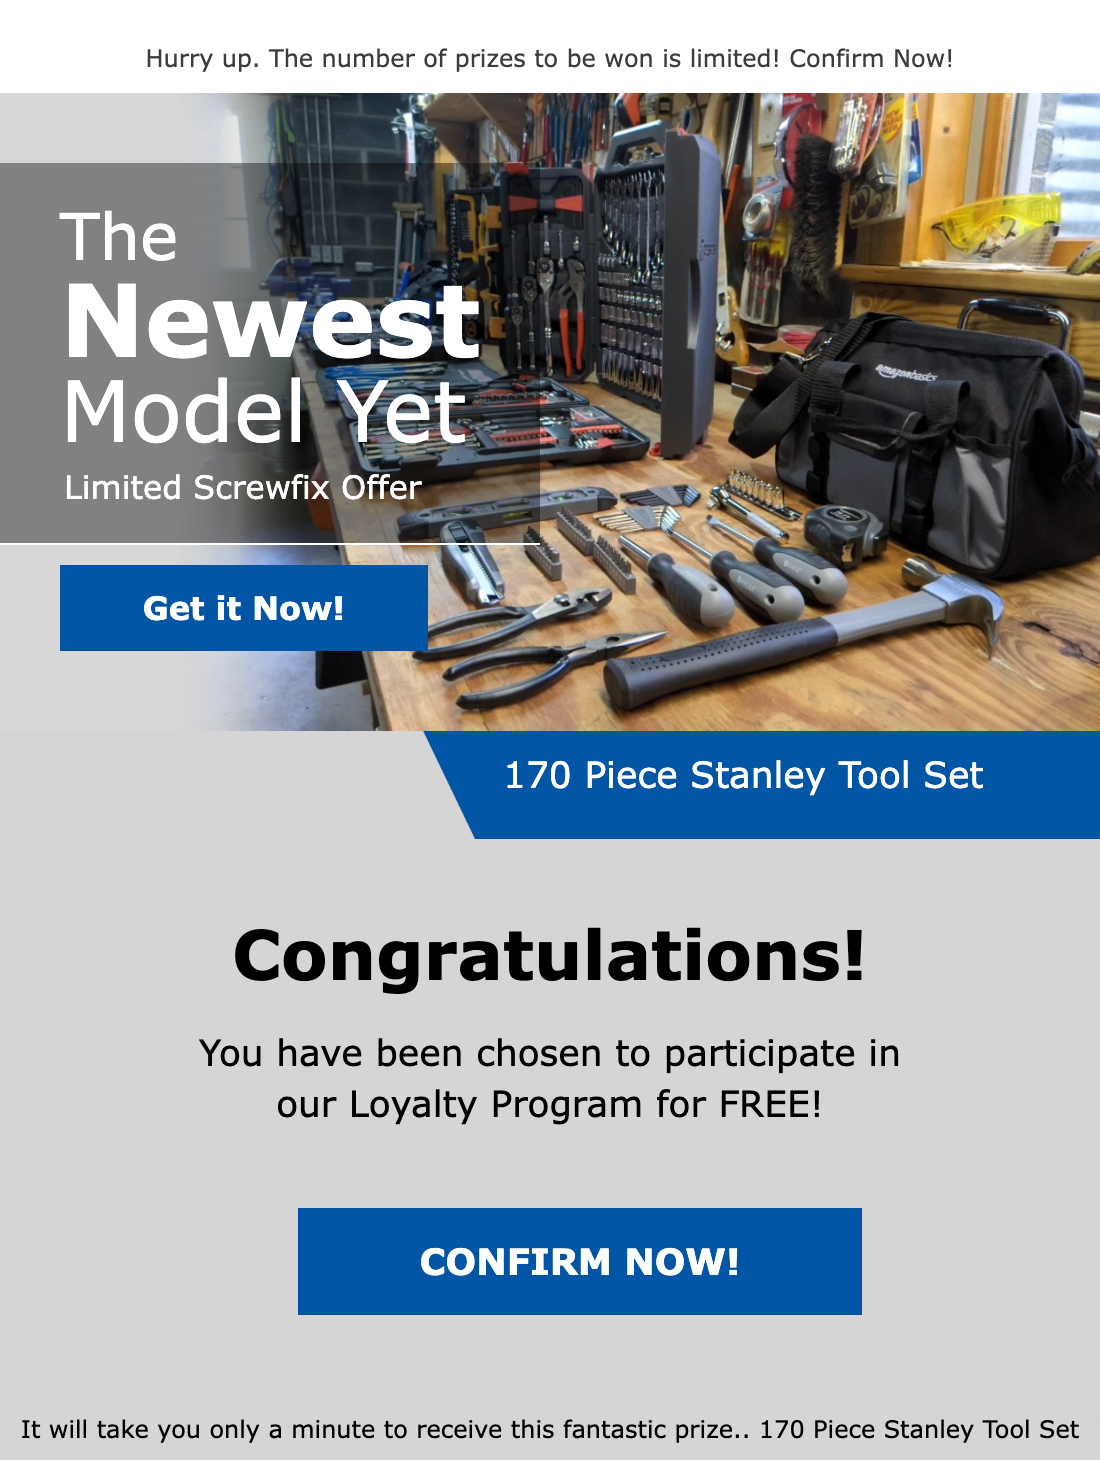 Hurry up. The number of prizes to be won is limited! Confirm Now!
The
Newest
Model Yet
Limited Screwfix Offer
amazonbasics
Get it Now!
170 Piece Stanley Tool Set
Congratulations!
You have been chosen to participate in
our Loyalty Program for FREE!
CONFIRM NOW!
It will take you only a minute to receive this fantastic prize.. 170 Piece Stanley Tool Set